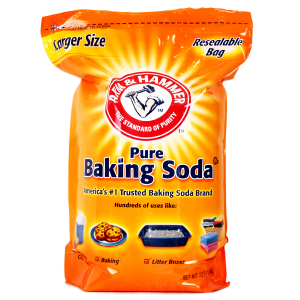 Larger Size
Resealable
Bag
ARM & HAMMER
THE STANDARD OF PURITY
TM
Pure
Baking Soda
America's #1 Trusted Baking Soda Brand
Hundreds of uses like:
Baking
Litter Boxes